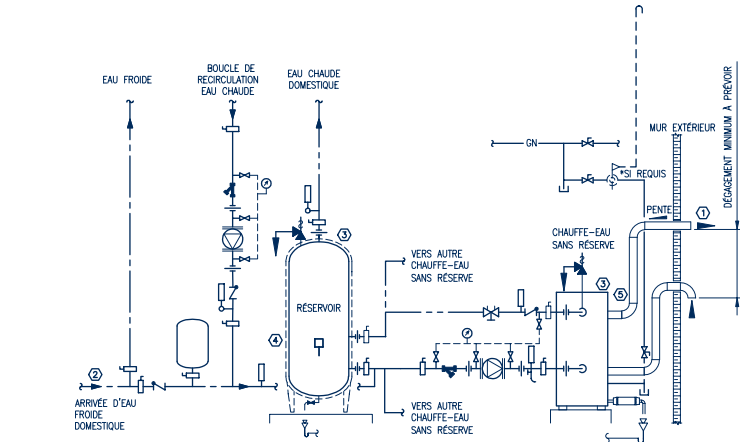 EAU FROIDE
BOUCLE DE
RECIRCULATION
EAU CHAUDE
EAU CHAUDE
DOMESTIQUE
GN
*SI REQUIS
MUR EXTÉRIEUR
DÉGAGEMENT MINIMUM À PRÉVOIR
PENTE
1
CHAUFFE-EAU
SANS RÉSERVE
3
5
3
VERS AUTRE
CHAUFFE-EAU
SANS RÉSERVE
RÉSERVOIR
4
2
ARRIVÉE D'EAU
FROIDE
DOMESTIQUE
VERS AUTRE
CHAUFFE-EAU
SANS RÉSERVE